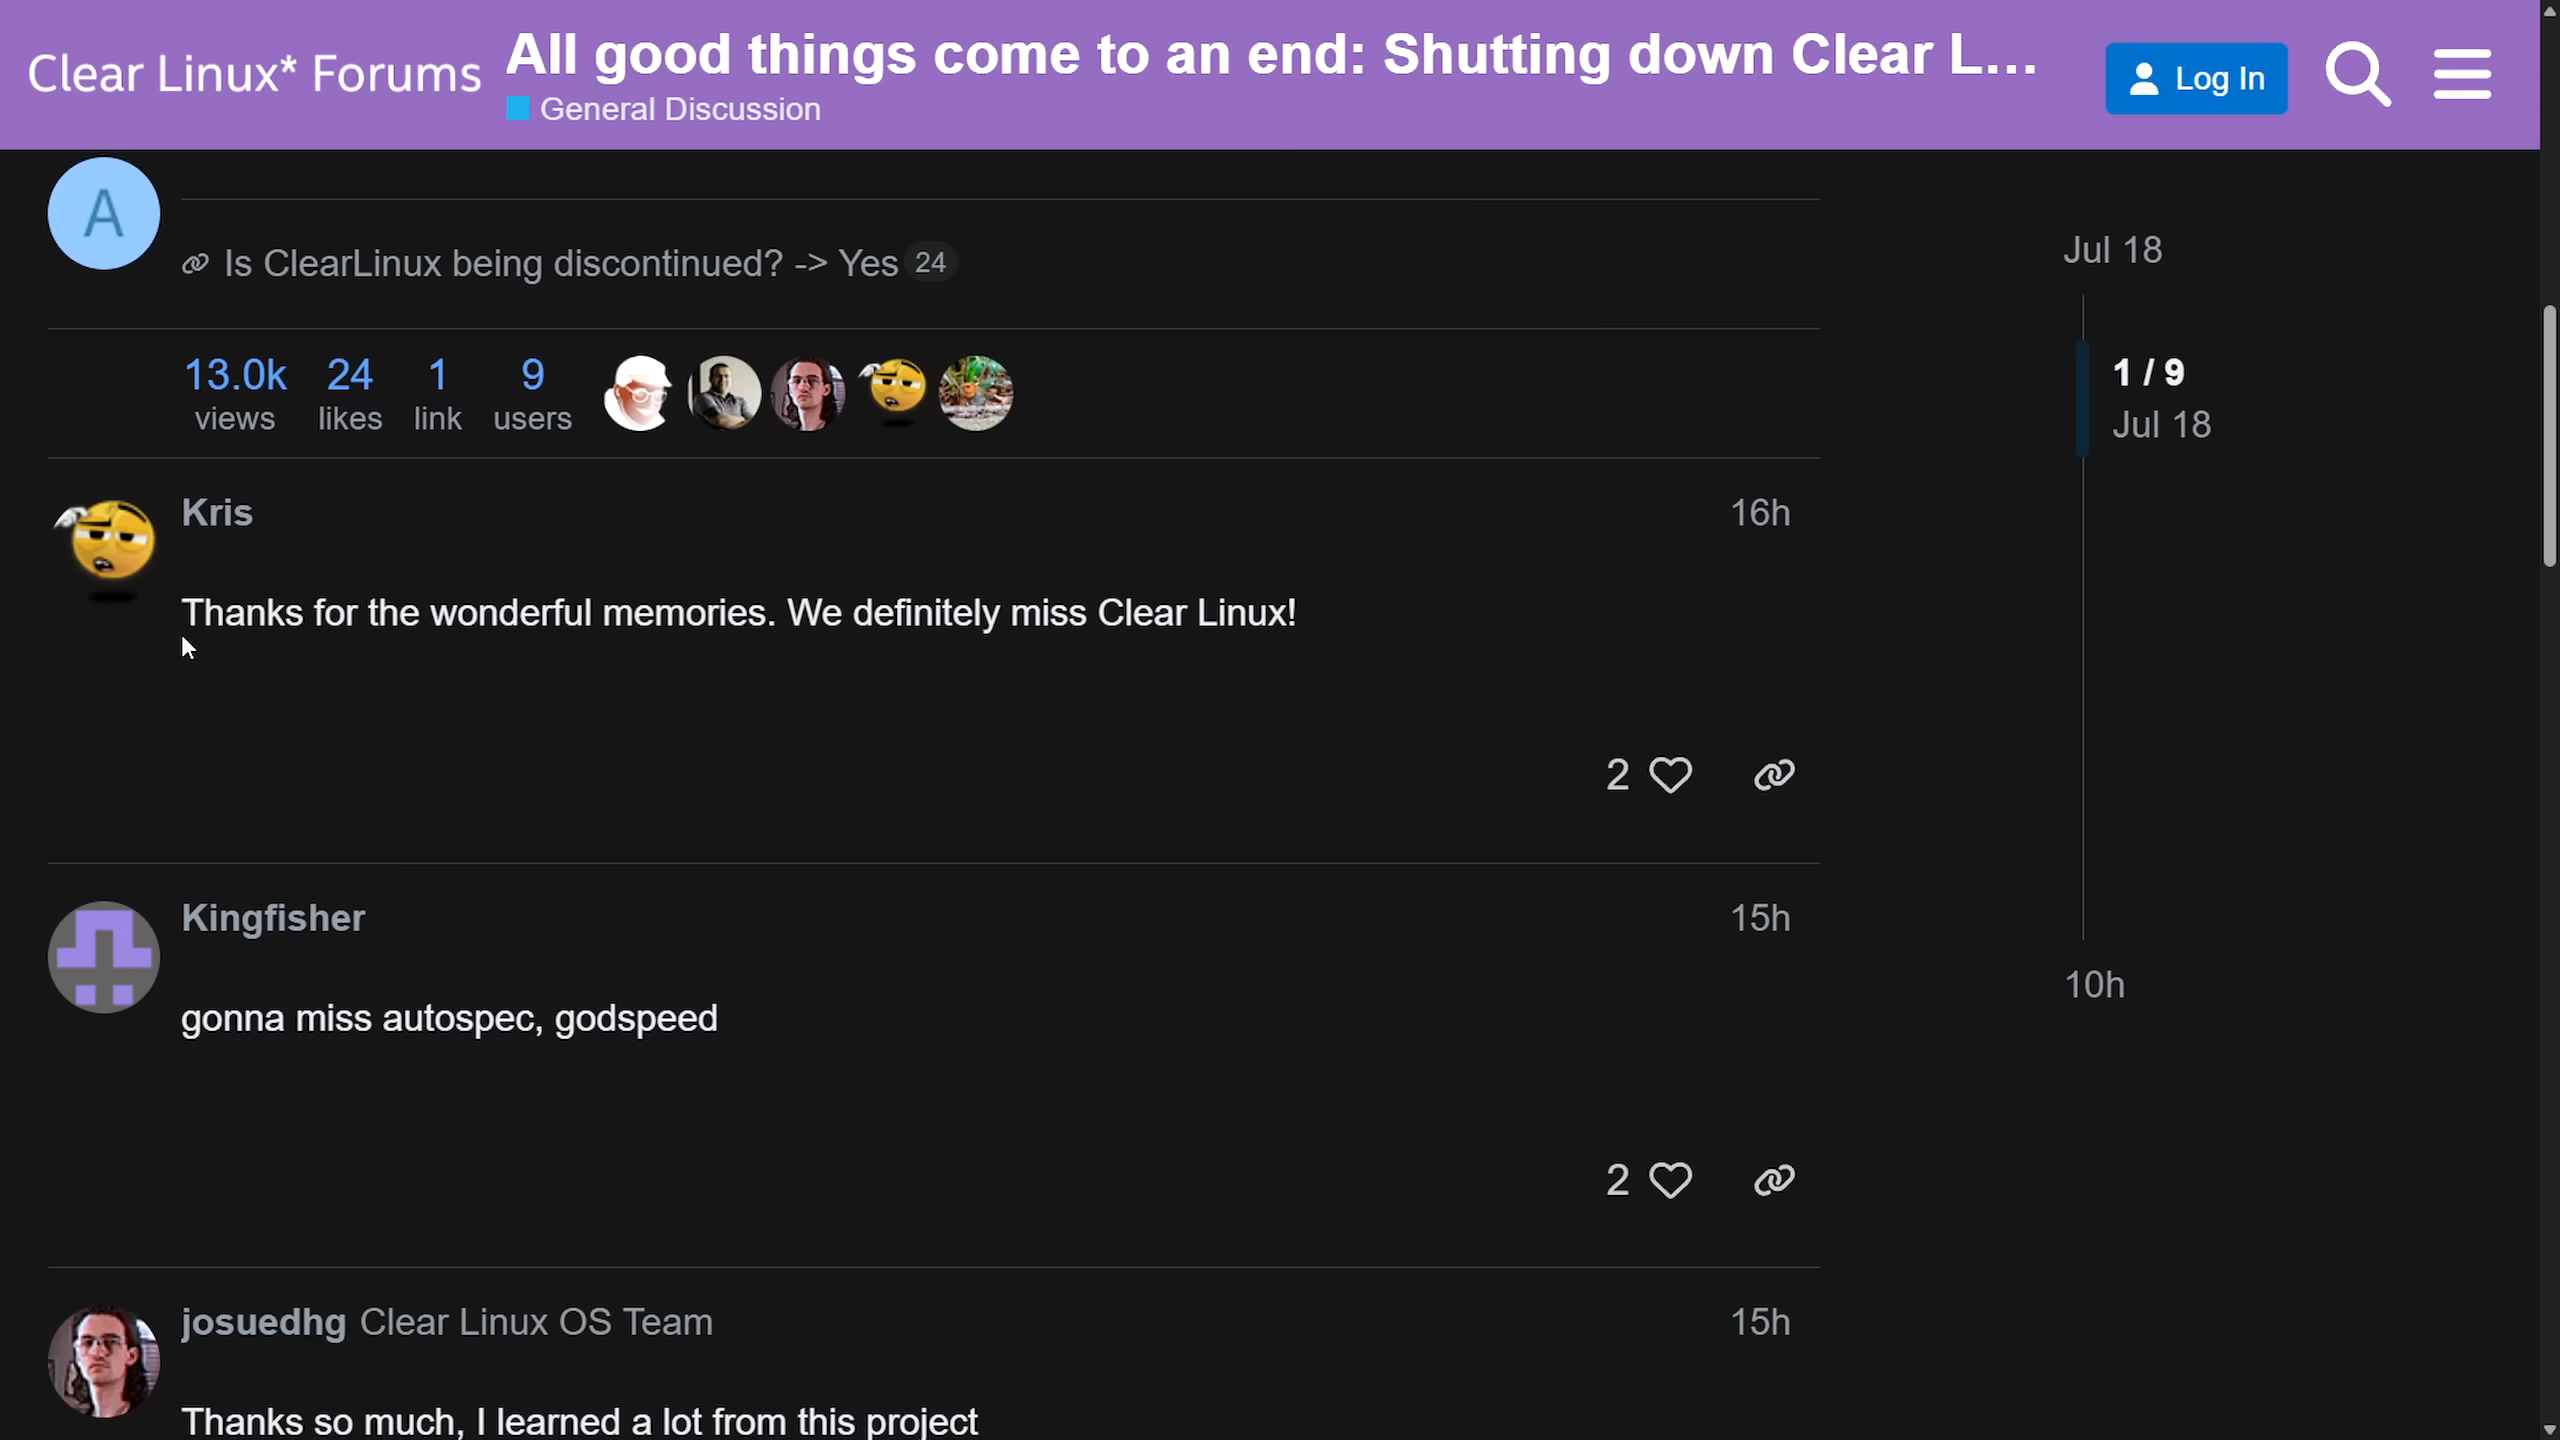 Clear Linux* Forums
All good things come to an end: Shutting down Clear L...
General Discussion
Log In
A
Is ClearLinux being discontinued? -> Yes 24
13.0k
views
24
likes
1
link
9
users
Kris
16h
Thanks for the wonderful memories. We definitely miss Clear Linux!
2
Kingfisher
15h
gonna miss autospec, godspeed
2
josuedhg Clear Linux OS Team
15h
Thanks so much, I learned a lot from this project
Jul 18
1 / 9
Jul 18
10h